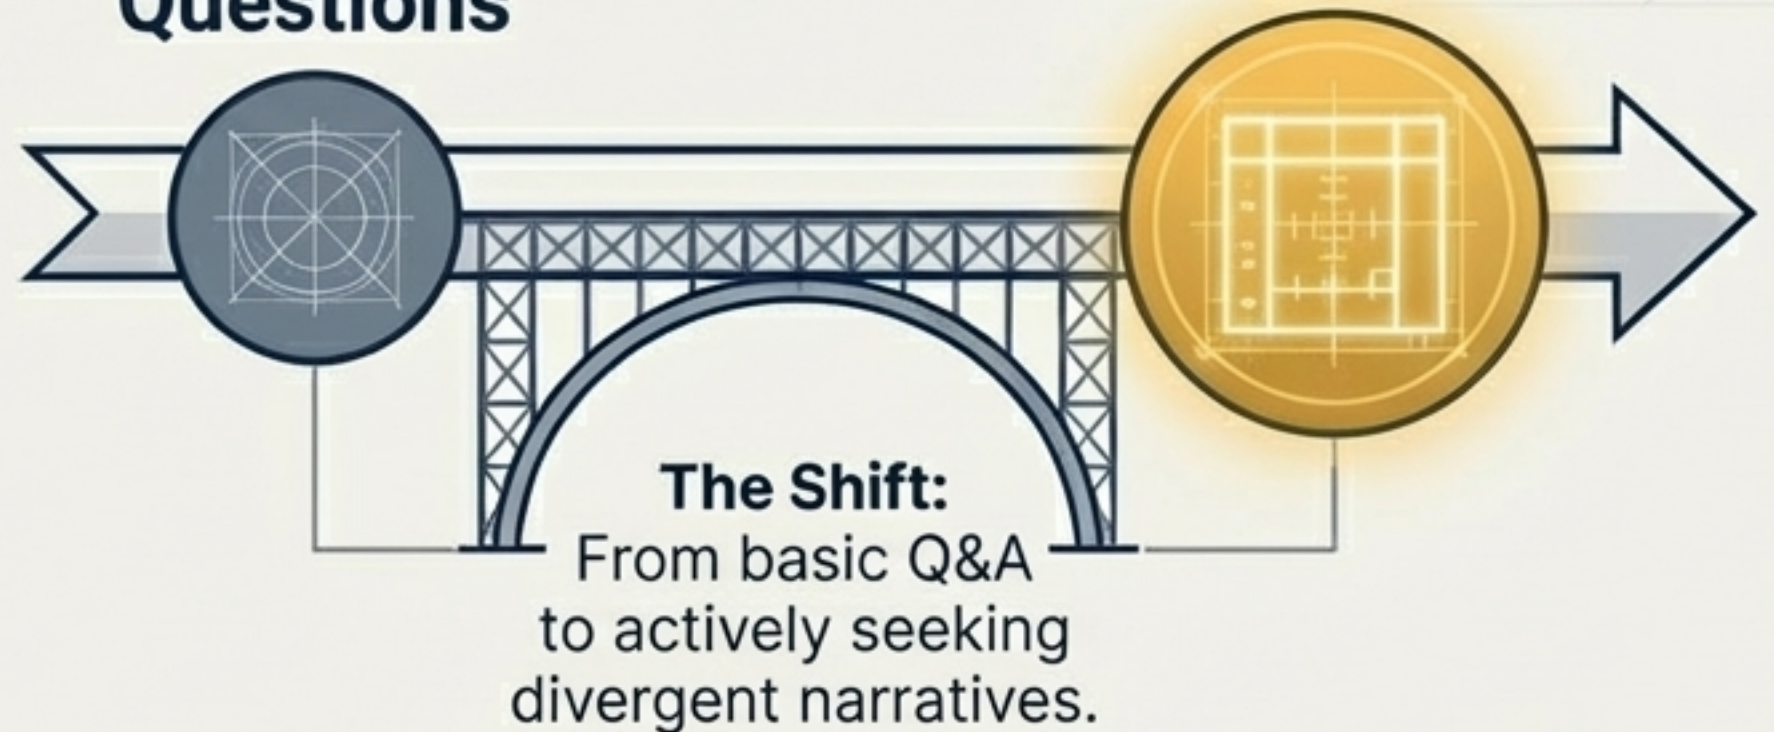 Questions
The Shift:
From basic Q&A
to actively seeking
divergent narratives.